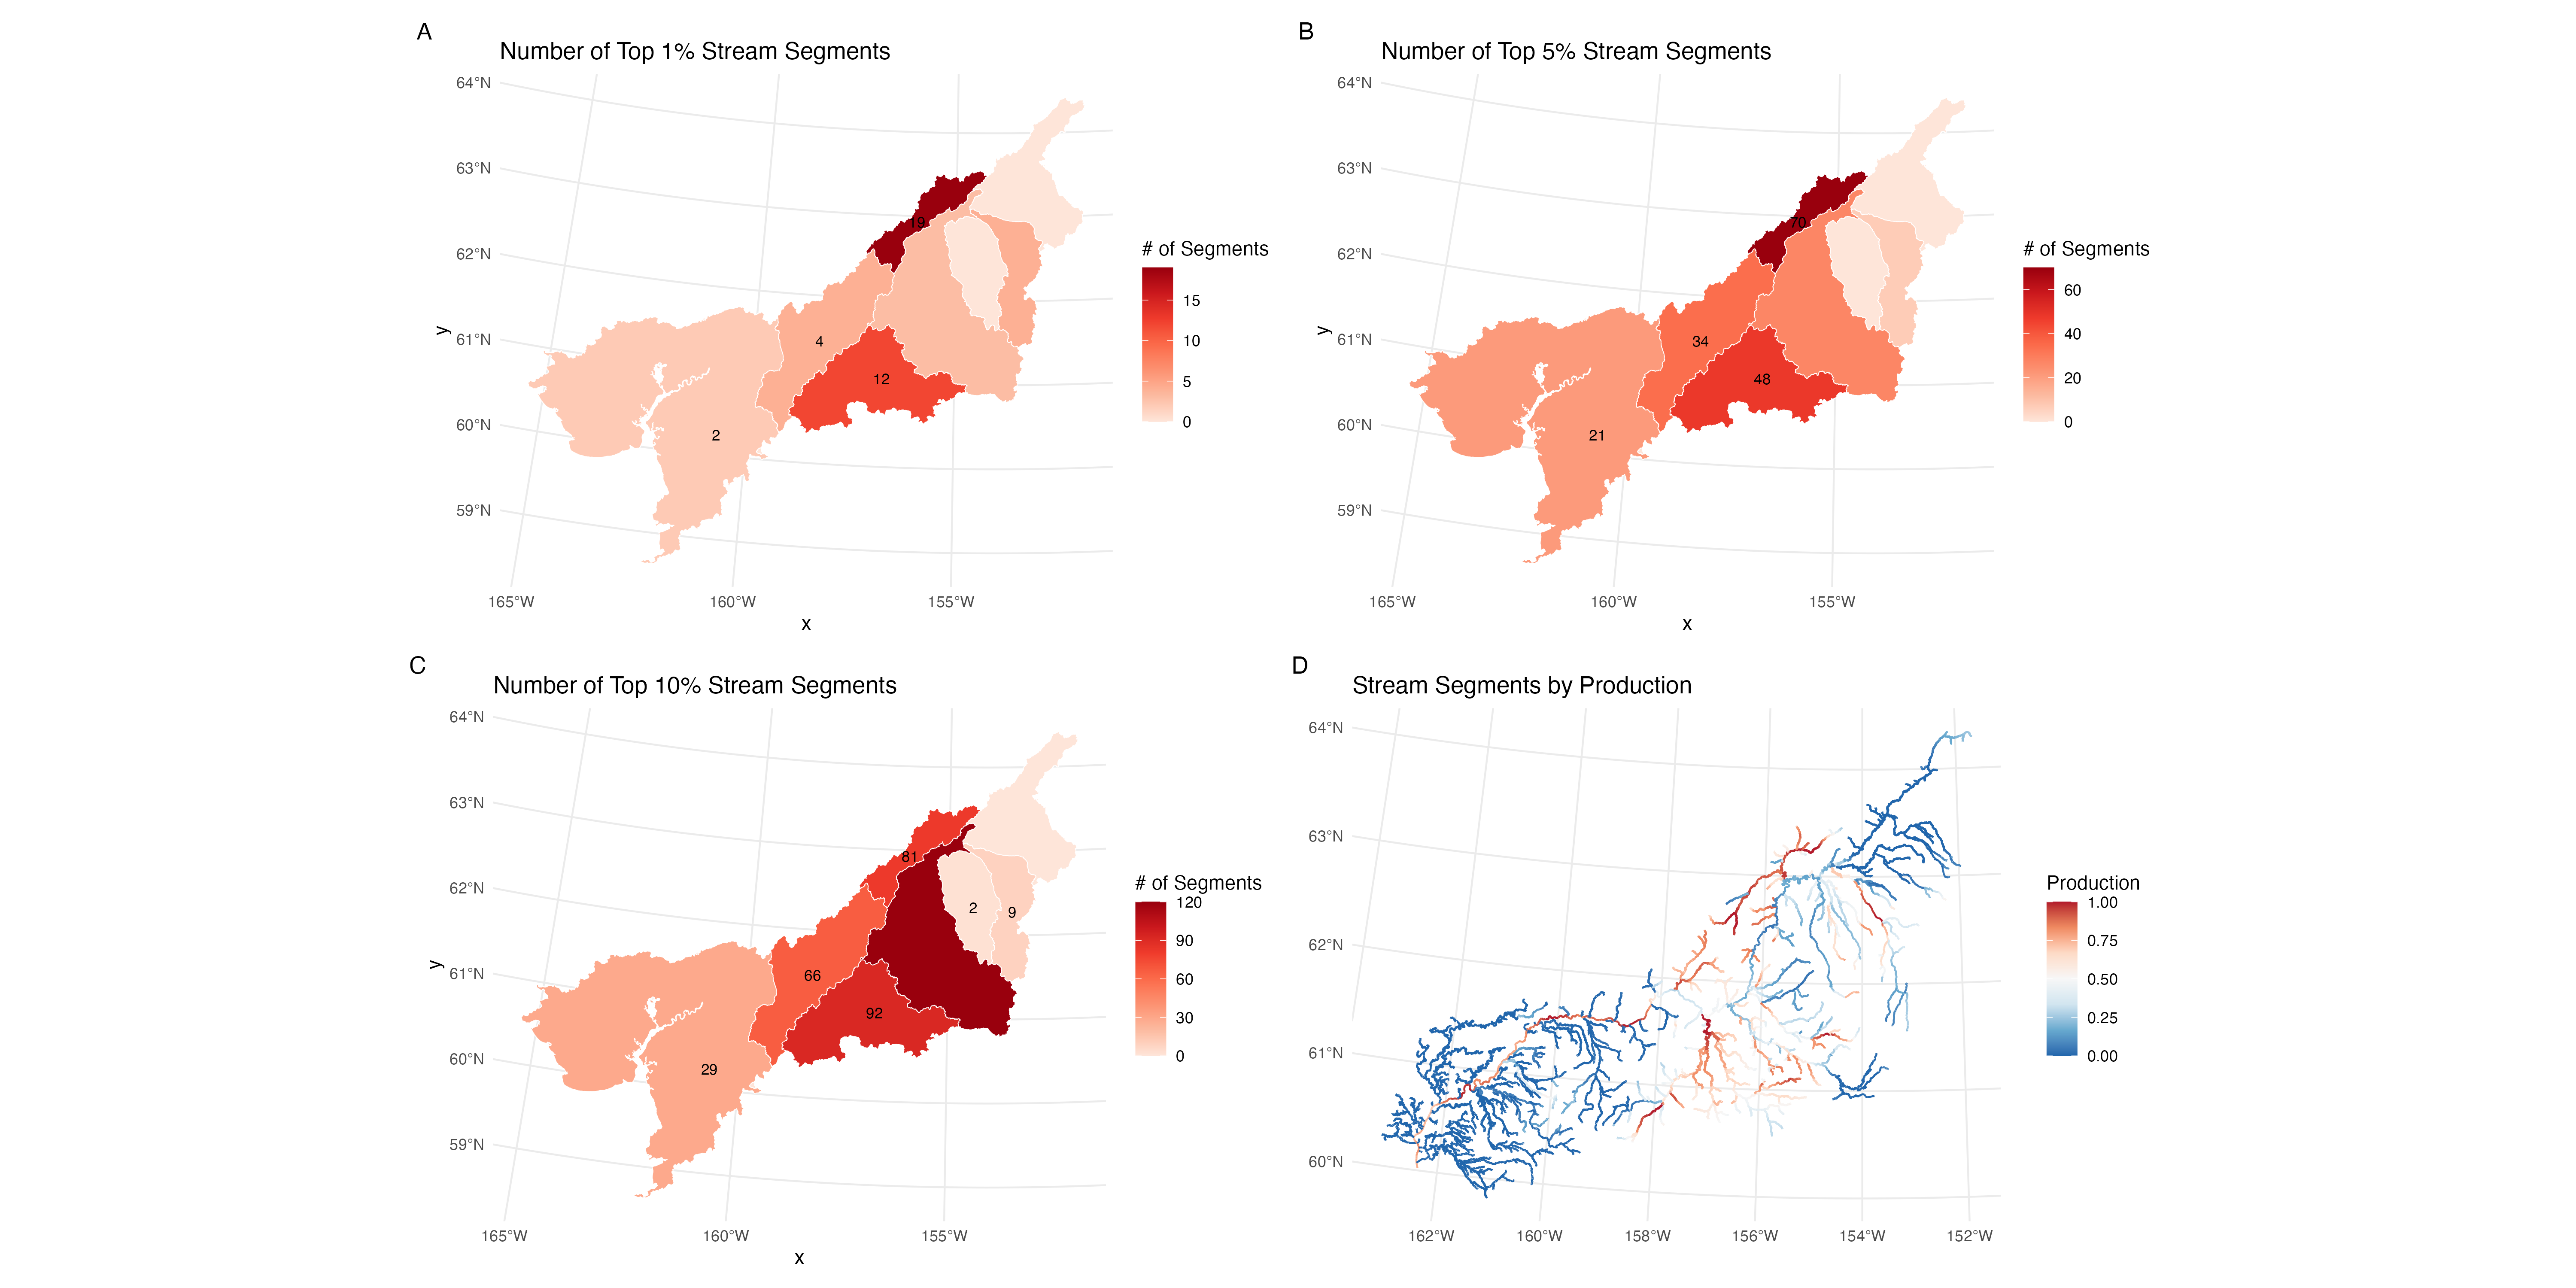 A
Number of Top 1% Stream Segments
64°N
63°N
62°N
61°N
60°N
59°N
y
19
4
12
2
165°W
160°W
155°W
x
# of Segments
15
10
5
0
B
Number of Top 5% Stream Segments
64°N
63°N
62°N
61°N
60°N
59°N
y
70
34
48
21
165°W
160°W
155°W
x
# of Segments
60
40
20
0
C
Number of Top 10% Stream Segments
64°N
63°N
62°N
61°N
60°N
59°N
y
81
2
9
66
92
29
165°W
160°W
155°W
x
# of Segments
120
90
60
30
0
D
Stream Segments by Production
64°N
63°N
62°N
61°N
60°N
162°W
160°W
158°W
156°W
154°W
152°W
Production
1.00
0.75
0.50
0.25
0.00